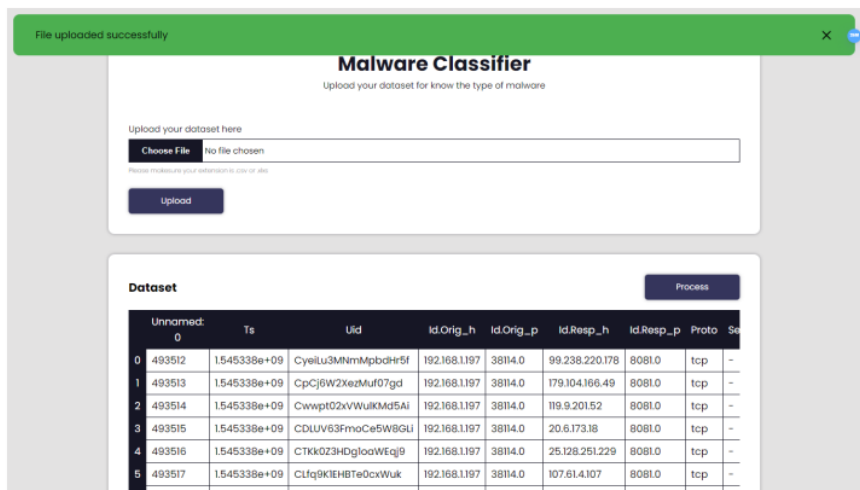 File uploaded successfully
Malware Classifier
Upload your dataset for know the type of malware
Upload your dataset here
Choose File No file chosen
Please makesure your extension is .csv or .xlsx
Upload
Dataset
Process
Unnamed: 0 Ts Uid Id.Orig_h Id.Orig_p Id.Resp_h Id.Resp_p Proto Se
0 493512 1.545338e+09 CyeiLu3MNmMpbdHr5f 192.168.1.197 38114.0 99.238.220.178 8081.0 tcp -
1 493513 1.545338e+09 CpCj6W2XezMuf07gd 192.168.1.197 38114.0 179.104.166.49 8081.0 tcp -
2 493514 1.545338e+09 Cwwpt02xVWulKMd5Ai 192.168.1.197 38114.0 119.9.201.52 8081.0 tcp -
3 493515 1.545338e+09 CDLUV63FmoCe5W8GLi 192.168.1.197 38114.0 20.6.173.18 8081.0 tcp -
4 493516 1.545338e+09 CTKk0Z3HDg1oaWEqj9 192.168.1.197 38114.0 25.128.251.229 8081.0 tcp -
5 493517 1.545338e+09 CLfq9K1EHBTe0cxWuk 192.168.1.197 38114.0 107.61.4.107 8081.0 tcp -